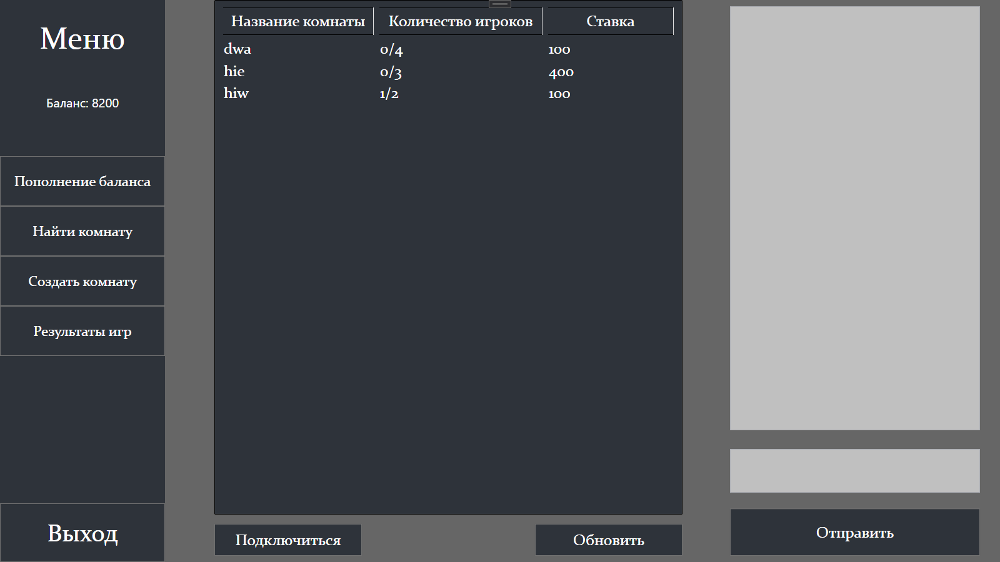 Меню
Баланс: 8200
Пополнение баланса
Найти комнату
Создать комнату
Результаты игр
Выход
Название комнаты Количество игроков Ставка
dwa 0/4 100
hie 0/3 400
hiw 1/2 100
Подключиться
Обновить
Отправить